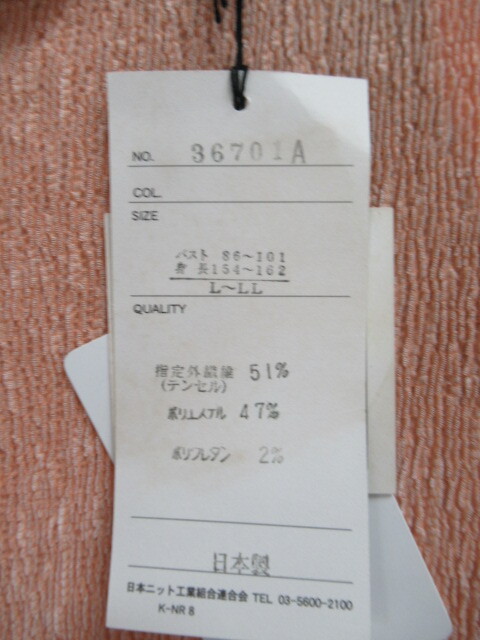 NO. 36701A
COL.
SIZE
バスト 86～101
身長154～162
L～LL
QUALITY
指定外繊維 51%
(テンセル)
ポリエステル 47%
ポリウレタン 2%
日本製
日本ニット工業組合連合会 TEL 03-5600-2100
K-NR 8